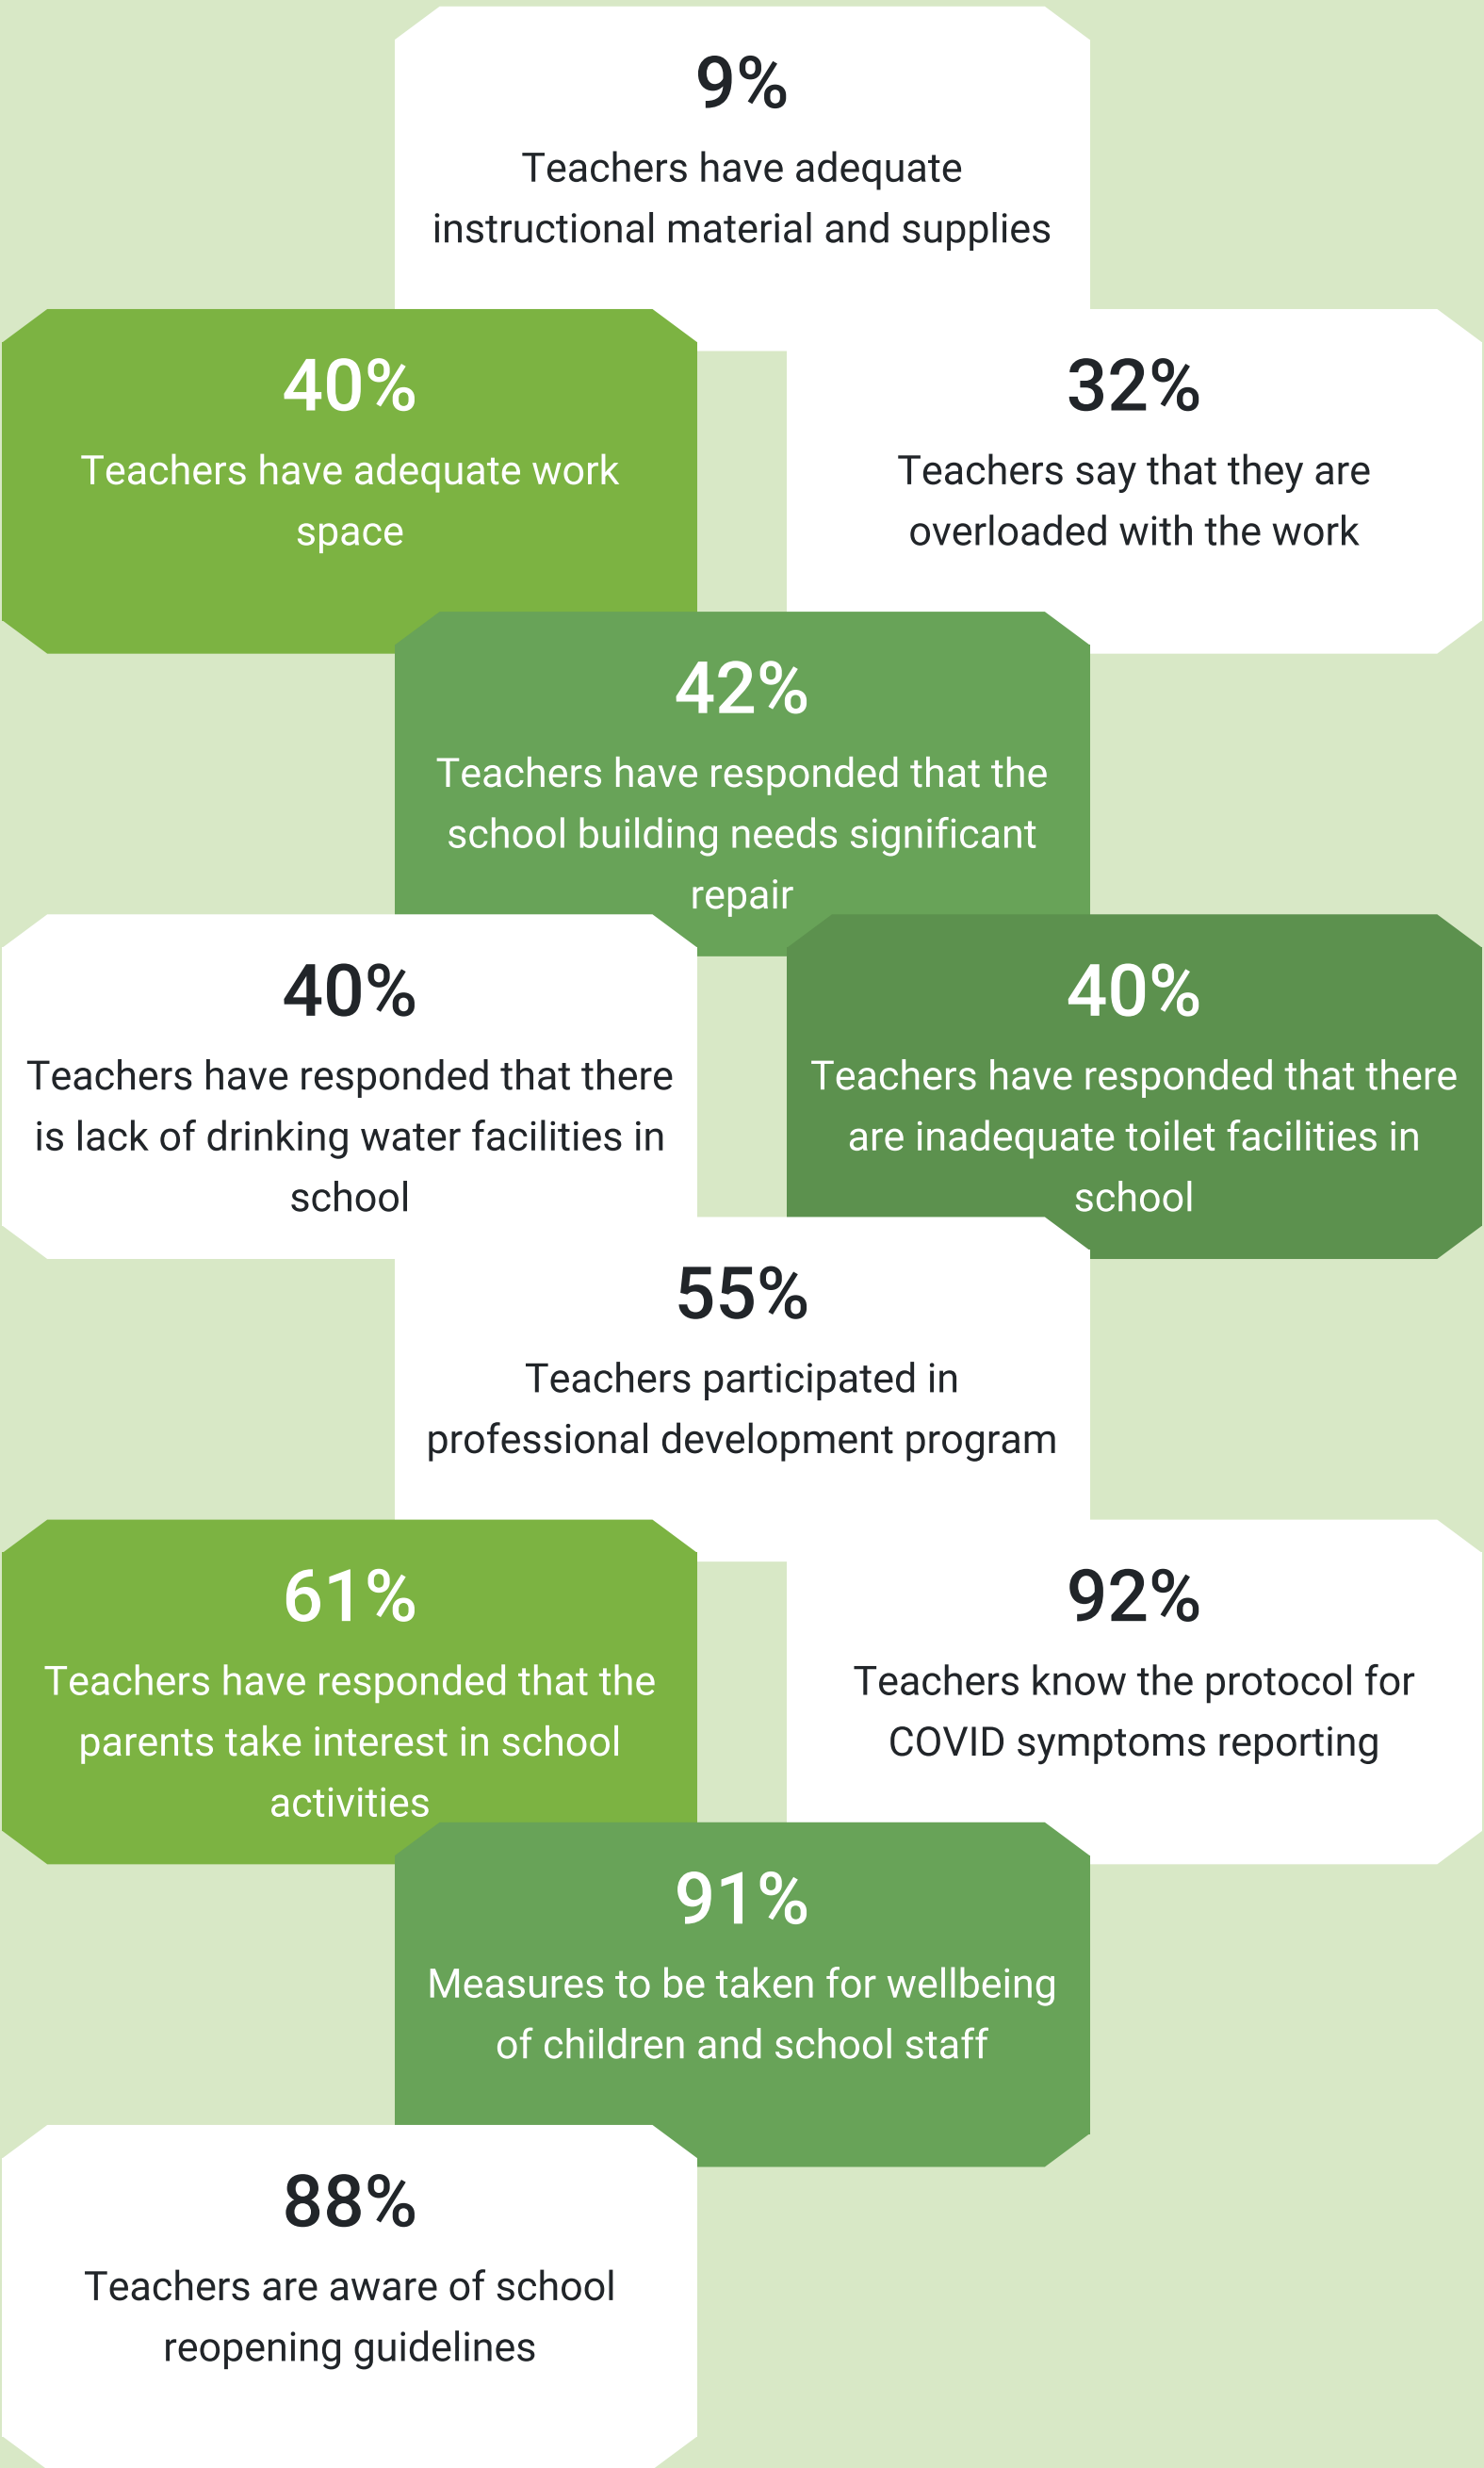 9%
Teachers have adequate
instructional material and supplies
40%
Teachers have adequate work
space
32%
Teachers say that they are
overloaded with the work
42%
Teachers have responded that the
school building needs significant
repair
40%
Teachers have responded that there
is lack of drinking water facilities in
school
40%
Teachers have responded that there
are inadequate toilet facilities in
school
55%
Teachers participated in
professional development program
61%
Teachers have responded that the
parents take interest in school
activities
92%
Teachers know the protocol for
COVID symptoms reporting
91%
Measures to be taken for wellbeing
of children and school staff
88%
Teachers are aware of school
reopening guidelines